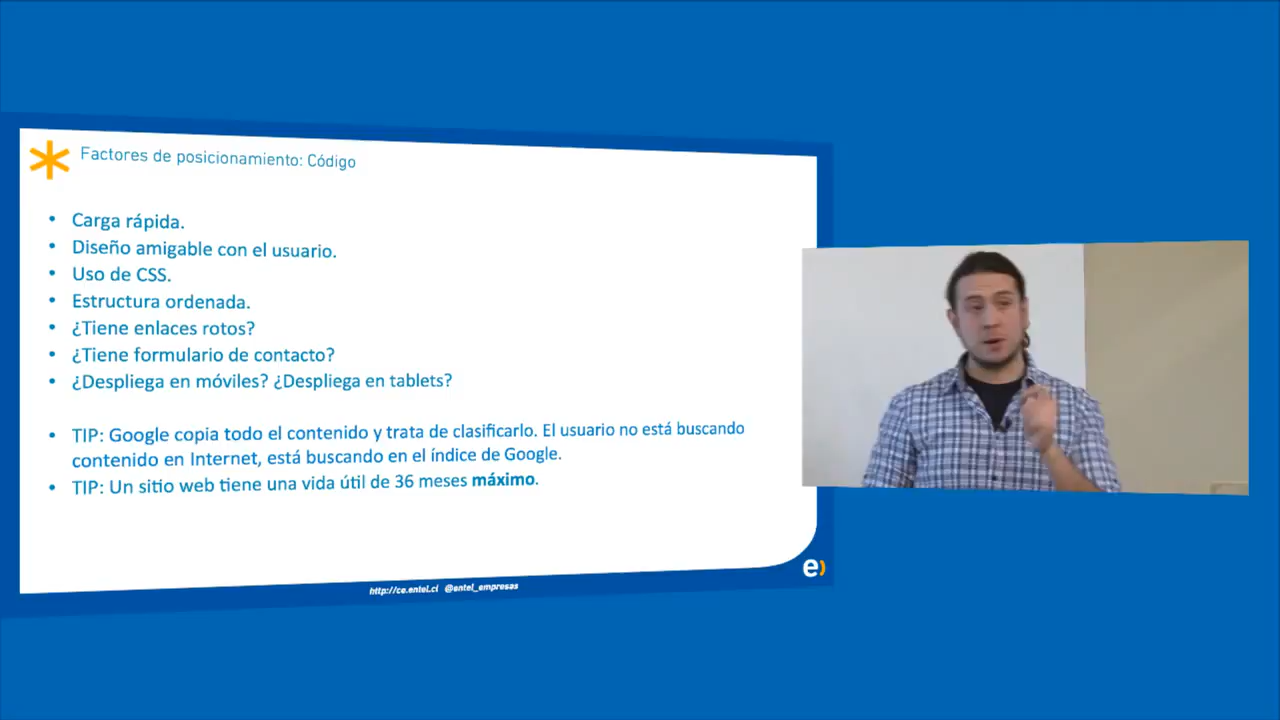 Factores de posicionamiento: Código
• Carga rápida.
• Diseño amigable con el usuario.
• Uso de CSS.
• Estructura ordenada.
• ¿Tiene enlaces rotos?
• ¿Tiene formulario de contacto?
• ¿Despliega en móviles? ¿Despliega en tablets?
• TIP: Google copia todo el contenido y trata de clasificarlo. El usuario no está buscando
contenido en Internet, está buscando en el índice de Google.
• TIP: Un sitio web tiene una vida útil de 36 meses máximo.
e)
http://ce.entel.cl @entel_empresas